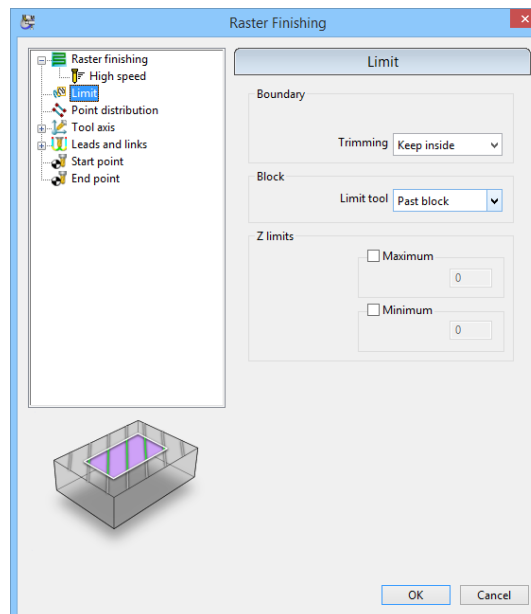 Raster Finishing
Raster finishing
High speed
Limit
Point distribution
Tool axis
Leads and links
Start point
End point
Limit
Boundary
Trimming Keep inside
Block
Limit tool Past block
Z limits
Maximum
0
Minimum
0
OK Cancel